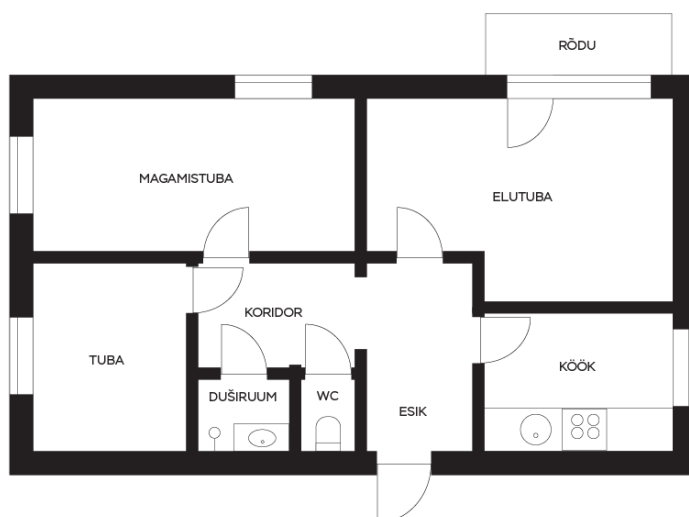 RÕDU
MAGAMISTUBA
ELUTUBA
KORIDOR
TUBA
KÖÖK
DUŠIRUUM
WC
ESIK